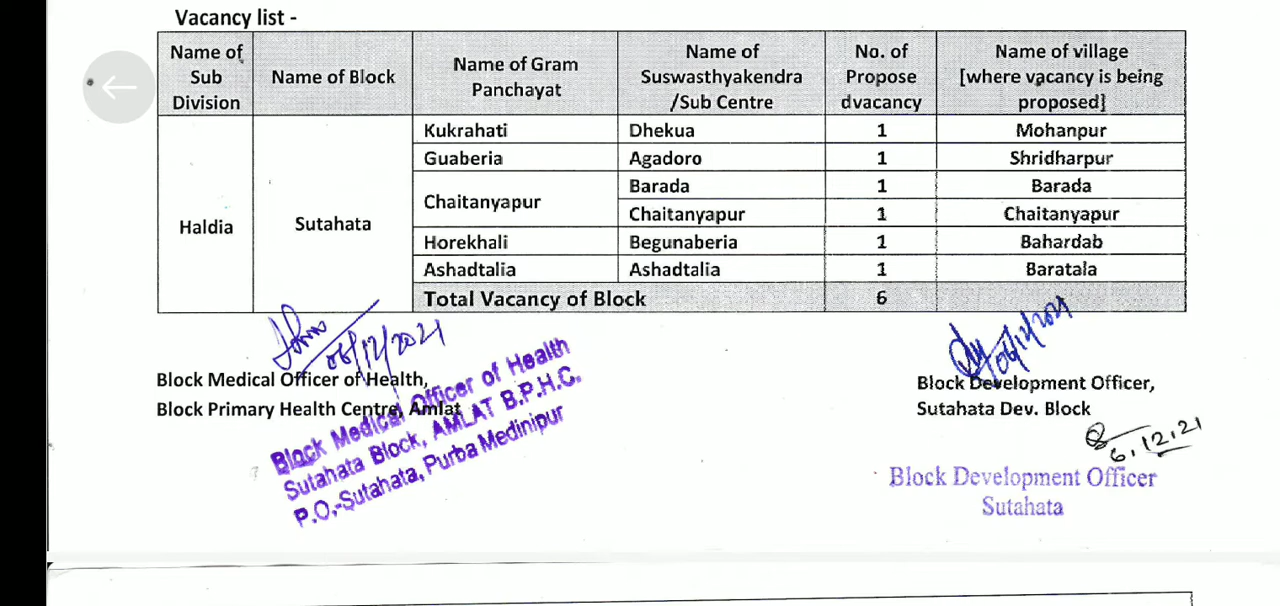 Vacancy list -
Name of Sub Division | Name of Block | Name of Gram Panchayat | Name of Suswasthyakendra /Sub Centre | No. of Propose dvacancy | Name of village [where vacancy is being proposed]
Haldia | Sutahata | Kukrahati | Dhekua | 1 | Mohanpur
Guaberia | Agadoro | 1 | Shridharpur
Chaitanyapur | Barada | 1 | Barada
Chaitanyapur | 1 | Chaitanyapur
Horekhali | Begunaberia | 1 | Bahardab
Ashadtalia | Ashadtalia | 1 | Baratala
Total Vacancy of Block | 6
06/12/2021
06/12/2021
Block Medical Officer of Health,
Block Primary Health Centre, Amlat
Block Medical Officer of Health
Sutahata Block, AMLAT B.P.H.C.
P.O.-Sutahata, Purba Medinipur
Block Development Officer,
Sutahata Dev. Block
6.12.21
Block Development Officer
Sutahata